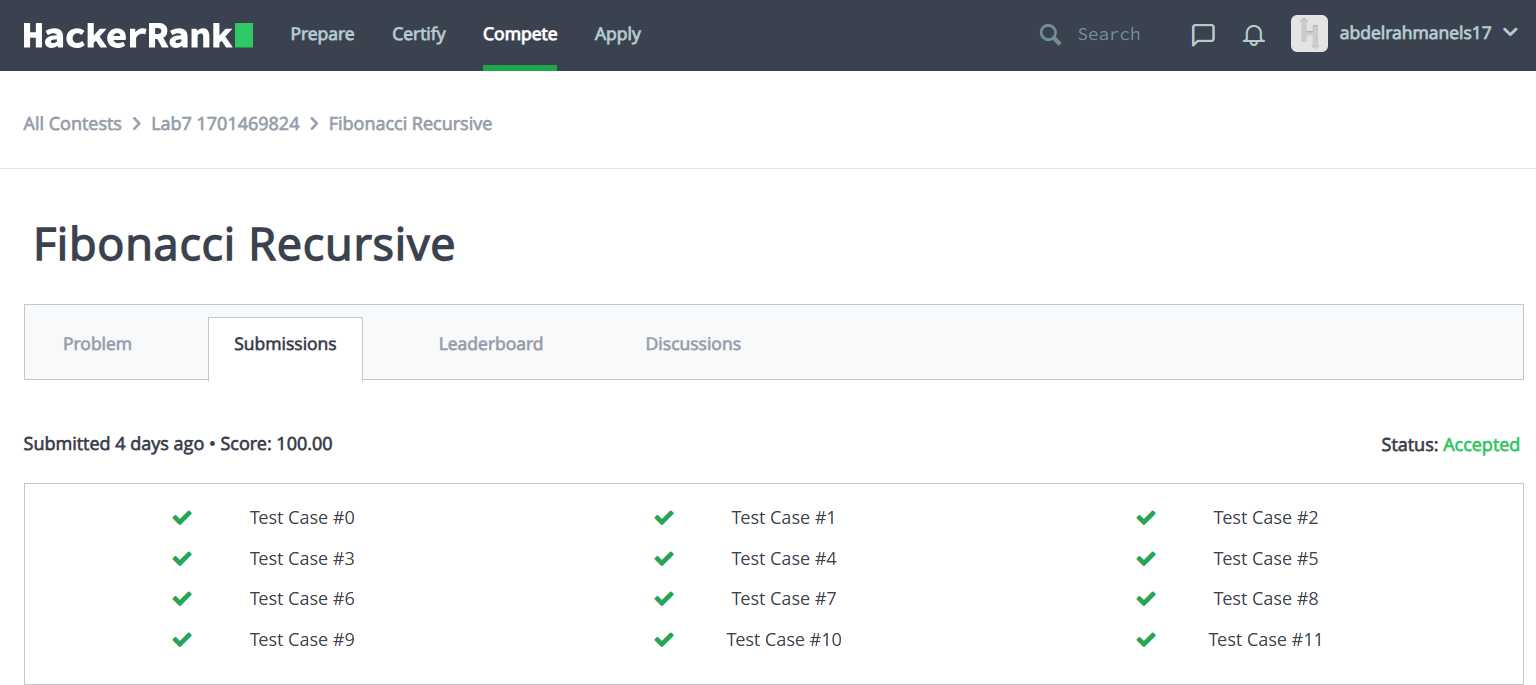 HackerRank Prepare Certify Compete Apply Search abdelrahmanels17
All Contests > Lab7 1701469824 > Fibonacci Recursive
Fibonacci Recursive
Problem Submissions Leaderboard Discussions
Submitted 4 days ago • Score: 100.00 Status: Accepted
Test Case #0 Test Case #1 Test Case #2
Test Case #3 Test Case #4 Test Case #5
Test Case #6 Test Case #7 Test Case #8
Test Case #9 Test Case #10 Test Case #11